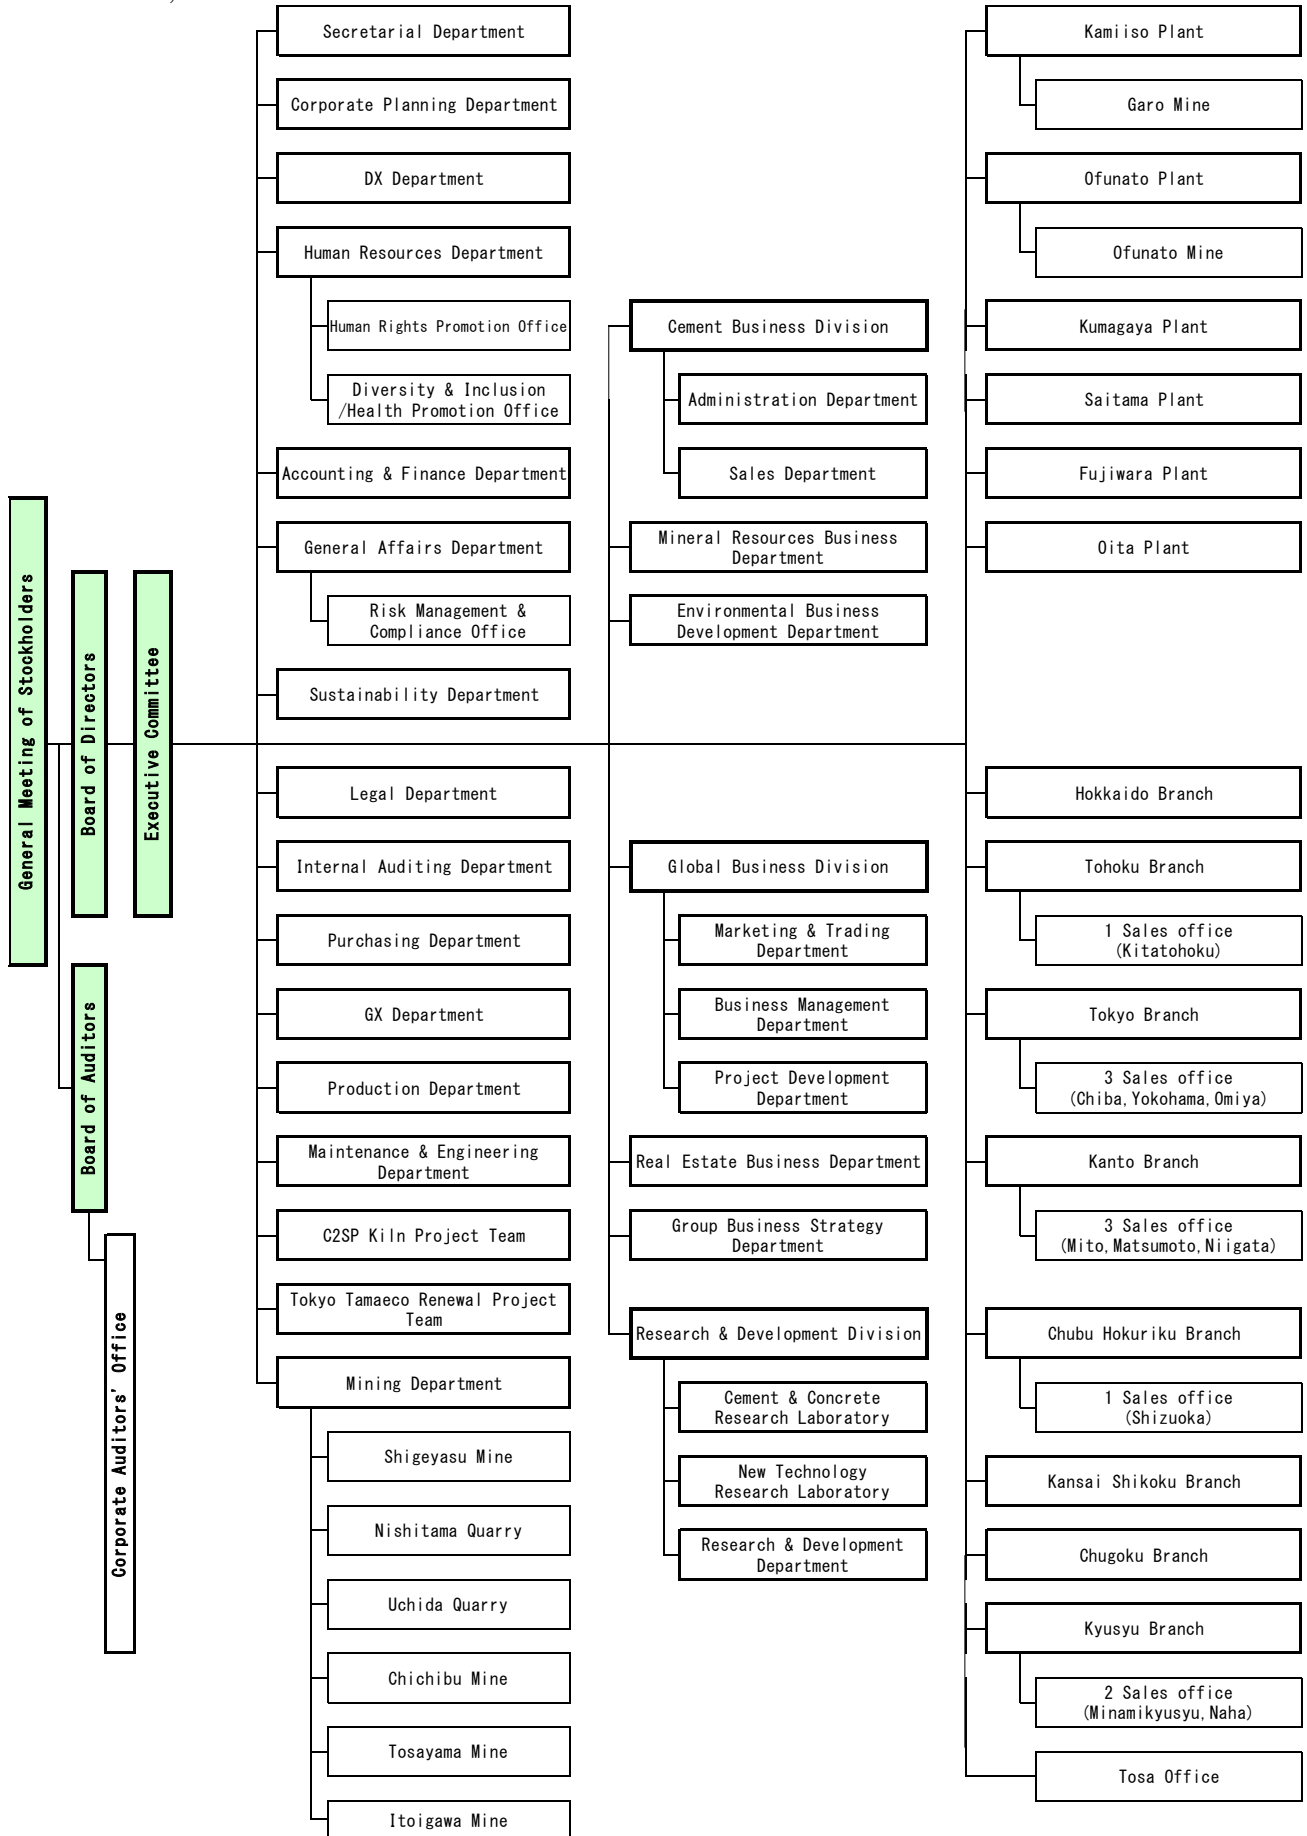 General Meeting of Stockholders
Board of Directors
Executive Committee
Board of Auditors
Corporate Auditors' Office
Secretarial Department
Corporate Planning Department
DX Department
Human Resources Department
Human Rights Promotion Office
Diversity & Inclusion
/Health Promotion Office
Accounting & Finance Department
General Affairs Department
Risk Management &
Compliance Office
Sustainability Department
Legal Department
Internal Auditing Department
Purchasing Department
GX Department
Production Department
Maintenance & Engineering
Department
C2SP Kiln Project Team
Tokyo Tamaeco Renewal Project
Team
Mining Department
Shigeyasu Mine
Nishitama Quarry
Uchida Quarry
Chichibu Mine
Tosayama Mine
Itoigawa Mine
Cement Business Division
Administration Department
Sales Department
Mineral Resources Business
Department
Environmental Business
Development Department
Global Business Division
Marketing & Trading
Department
Business Management
Department
Project Development
Department
Real Estate Business Department
Group Business Strategy
Department
Research & Development Division
Cement & Concrete
Research Laboratory
New Technology
Research Laboratory
Research & Development
Department
Kamiiso Plant
Garo Mine
Ofunato Plant
Ofunato Mine
Kumagaya Plant
Saitama Plant
Fujiwara Plant
Oita Plant
Hokkaido Branch
Tohoku Branch
1 Sales office
(Kitatohoku)
Tokyo Branch
3 Sales office
(Chiba, Yokohama, Omiya)
Kanto Branch
3 Sales office
(Mito, Matsumoto, Niigata)
Chubu Hokuriku Branch
1 Sales office
(Shizuoka)
Kansai Shikoku Branch
Chugoku Branch
Kyusyu Branch
2 Sales office
(Minamikyusyu, Naha)
Tosa Office